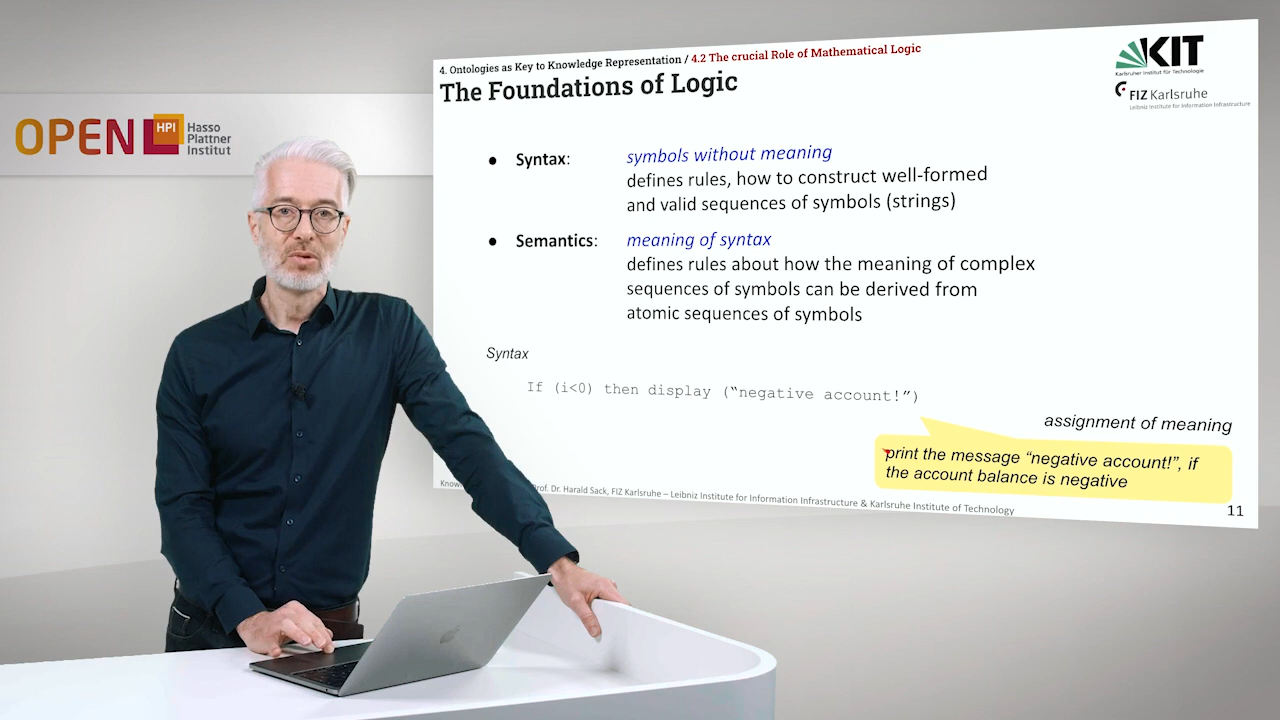 OPEN HPI Hasso
Plattner
Institut
4. Ontologies as Key to Knowledge Representation / 4.2 The crucial Role of Mathematical Logic
The Foundations of Logic
KIT
Karlsruher Institut für Technologie
FIZ Karlsruhe
Leibniz Institute for Information Infrastructure
● Syntax: symbols without meaning
defines rules, how to construct well-formed
and valid sequences of symbols (strings)
● Semantics: meaning of syntax
defines rules about how the meaning of complex
sequences of symbols can be derived from
atomic sequences of symbols
Syntax
If (i<0) then display (“negative account!”)
assignment of meaning
print the message “negative account!”, if
the account balance is negative
Prof. Dr. Harald Sack, FIZ Karlsruhe – Leibniz Institute for Information Infrastructure & Karlsruhe Institute of Technology
11